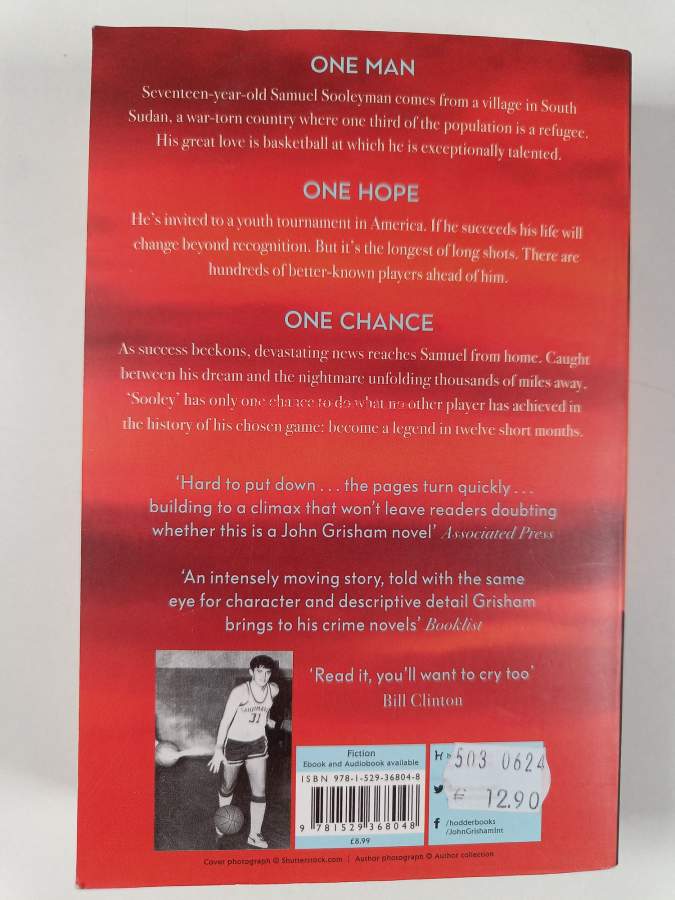 ONE MAN
Seventeen-year-old Samuel Sooleyman comes from a village in South
Sudan, a war-torn country where one third of the population is a refugee.
His great love is basketball at which he is exceptionally talented.
ONE HOPE
He's invited to a youth tournament in America. If he succeeds his life will
change beyond recognition. But it's the longest of long shots. There are
hundreds of better-known players ahead of him.
ONE CHANCE
As success beckons, devastating news reaches Samuel from home. Caught
between his dream and the nightmare unfolding thousands of miles away,
'Sooley' has only one chance to do what no other player has achieved in
the history of his chosen game: become a legend in twelve short months.
'Hard to put down . . . the pages turn quickly . . .
building to a climax that won't leave readers doubting
whether this is a John Grisham novel' Associated Press
'An intensely moving story, told with the same
eye for character and descriptive detail Grisham
brings to his crime novels' Booklist
'Read it, you'll want to cry too'
Bill Clinton
31
Fiction
Ebook and Audiobook available
ISBN 978-1-529-36804-8
9 781529 368048
£8.99
503 0624
€ 12.90
/hodderbooks
/JohnGrishamInt
Cover photograph © Shutterstock.com | Author photograph © Author collection